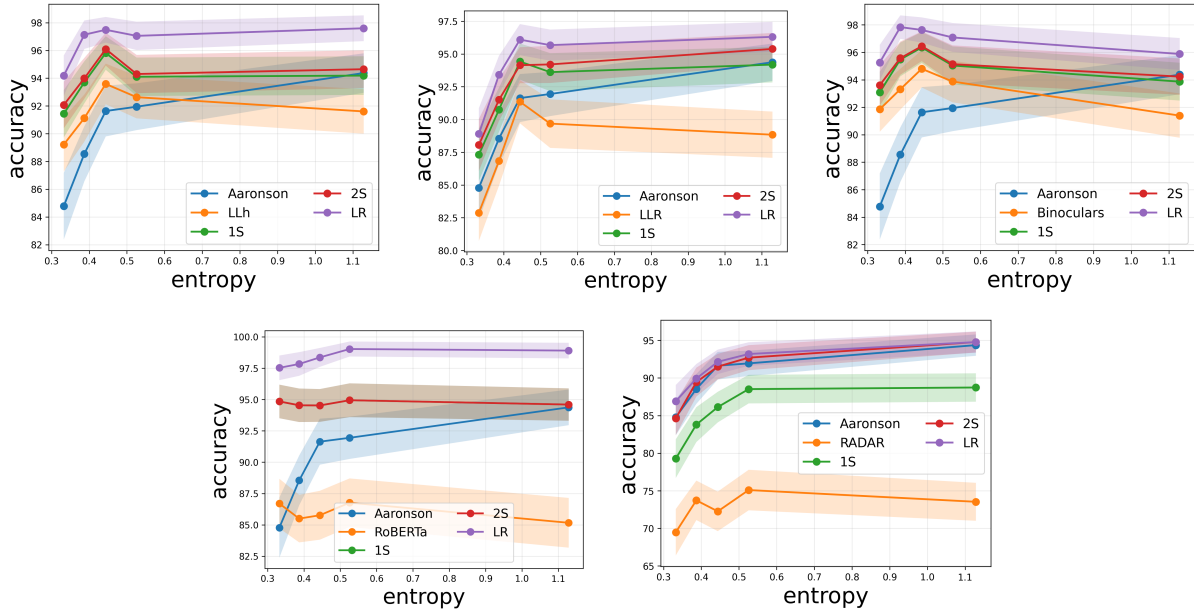 accuracy
98
96
94
92
90
88
86
84
82
0.3 0.4 0.5 0.6 0.7 0.8 0.9 1.0 1.1
entropy
Aaronson 2S
LLh LR
1S
accuracy
97.5
95.0
92.5
90.0
87.5
85.0
82.5
80.0
0.3 0.4 0.5 0.6 0.7 0.8 0.9 1.0 1.1
entropy
Aaronson 2S
LLR LR
1S
accuracy
98
96
94
92
90
88
86
84
82
0.3 0.4 0.5 0.6 0.7 0.8 0.9 1.0 1.1
entropy
Aaronson 2S
Binoculars LR
1S
accuracy
100.0
97.5
95.0
92.5
90.0
87.5
85.0
82.5
0.3 0.4 0.5 0.6 0.7 0.8 0.9 1.0 1.1
entropy
Aaronson 2S
RoBERTa LR
1S
accuracy
95
90
85
80
75
70
65
0.3 0.4 0.5 0.6 0.7 0.8 0.9 1.0 1.1
entropy
Aaronson 2S
RADAR LR
1S